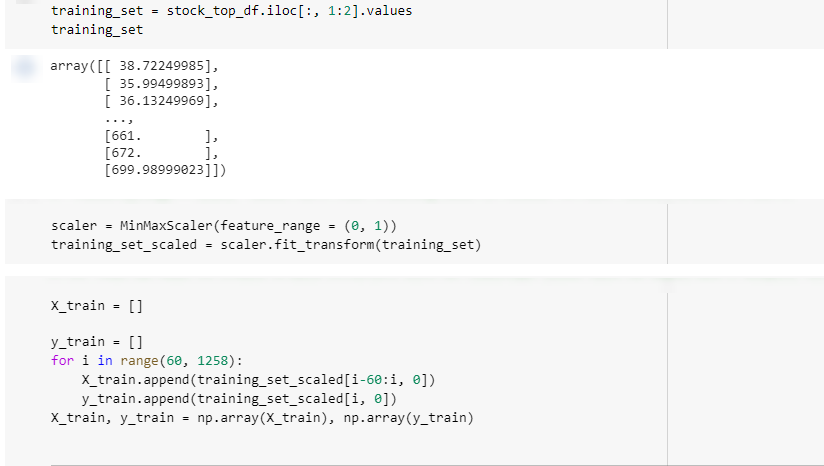 training_set = stock_top_df.iloc[:, 1:2].values
training_set
array([[ 38.72249985],
[ 35.99499893],
[ 36.13249969],
...,
[661. ],
[672. ],
[699.98999023]])
scaler = MinMaxScaler(feature_range = (0, 1))
training_set_scaled = scaler.fit_transform(training_set)
X_train = []
y_train = []
for i in range(60, 1258):
X_train.append(training_set_scaled[i-60:i, 0])
y_train.append(training_set_scaled[i, 0])
X_train, y_train = np.array(X_train), np.array(y_train)